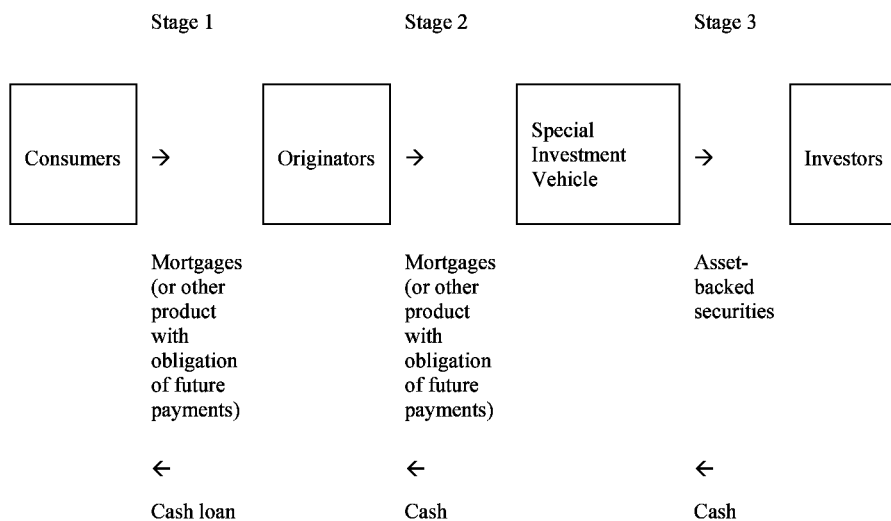 Stage 1
Stage 2
Stage 3
Consumers
→
Originators
→
Special
Investment
Vehicle
→
Investors
Mortgages
(or other
product
with
obligation
of future
payments)
Mortgages
(or other
product
with
obligation
of future
payments)
Asset-
backed
securities
←
←
←
Cash loan
Cash
Cash